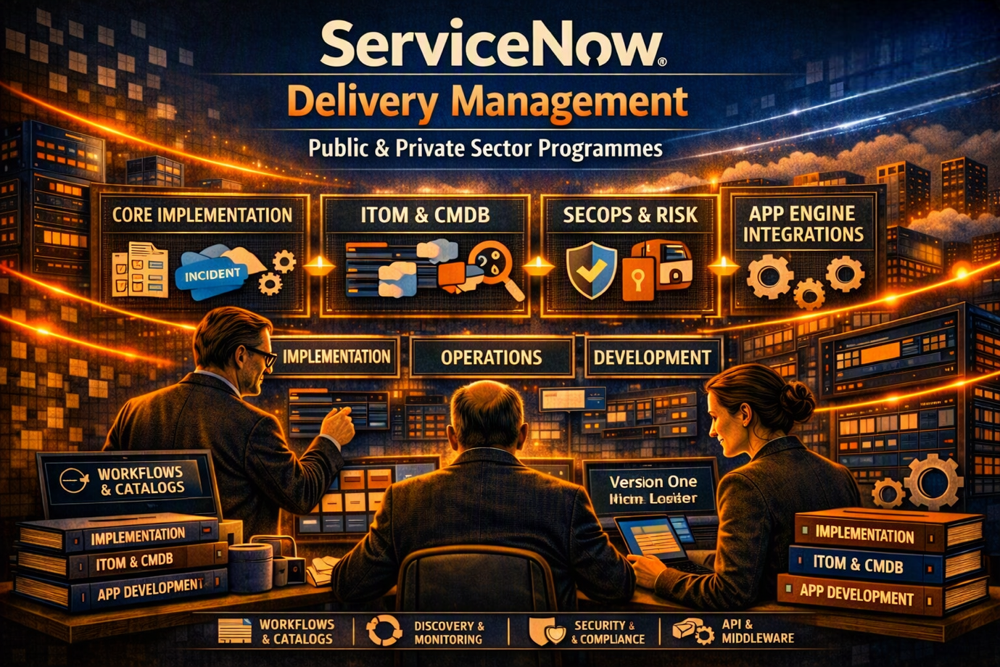 ServiceNow®
Delivery Management
Public & Private Sector Programmes
CORE IMPLEMENTATION
INCIDENT
ITOM & CMDB
SECOPS & RISK
APP ENGINE
INTEGRATIONS
IMPLEMENTATION
OPERATIONS
DEVELOPMENT
WORKFLOWS
& CATALOGS
Version One
IMPLEMENTATION
ITOM & CMDB
APP DEVELOPMENT
IMPLEMENTATION
ITOM & CMDB
APP DEVELOPMENT
WORKFLOWS
& CATALOGS
DISCOVERY &
MONITORING
SECURITY &
& COMPLIANCE
API &
MIDDLEWARE